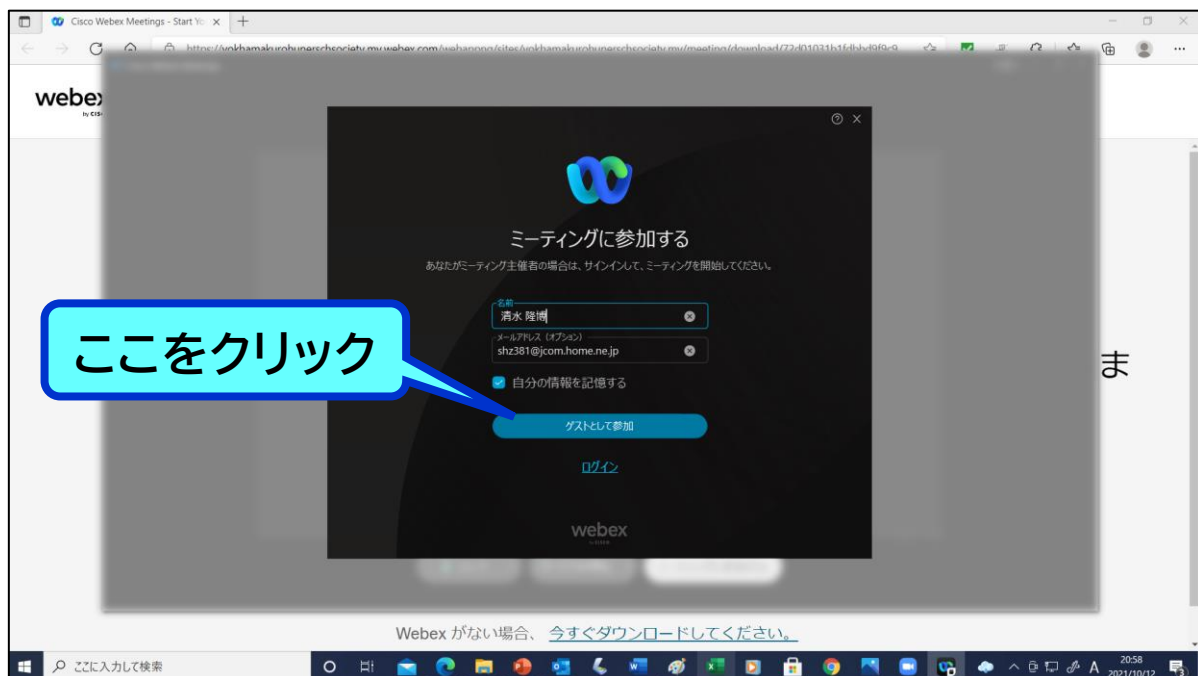 Cisco Webex Meetings - Start Yo
webex
by CIS
ミーティングに参加する
あなたがミーティング主催者の場合は、サインインして、ミーティングを開始してください。
名前
清水 隆博
メールアドレス (オプション)
shz381@jcom.home.ne.jp
自分の情報を記憶する
ここをクリック
ま
ゲストとして参加
ログイン
webex
Webex がない場合、 今すぐダウンロードしてください。
ここに入力して検索
A
20:58
2021/10/12
3